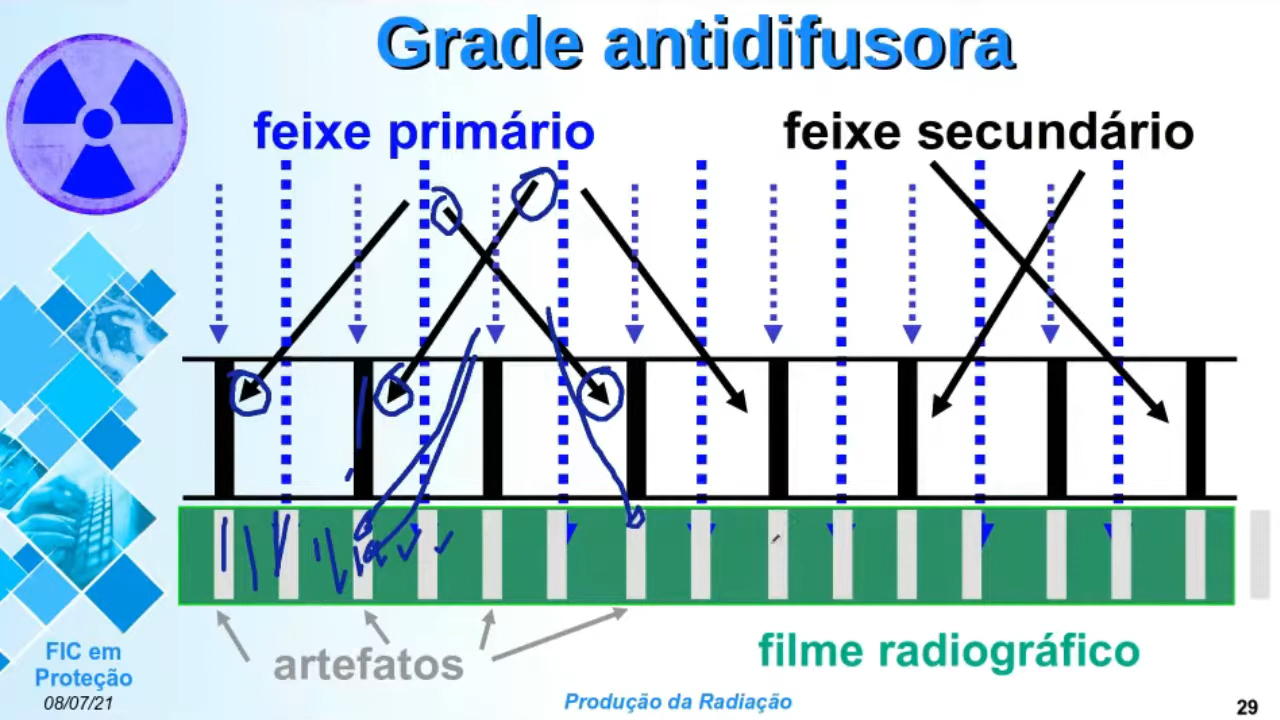 Grade antidifusora
feixe primário
feixe secundário
artefatos
filme radiográfico
FIC em
Proteção
08/07/21
Produção da Radiação
29